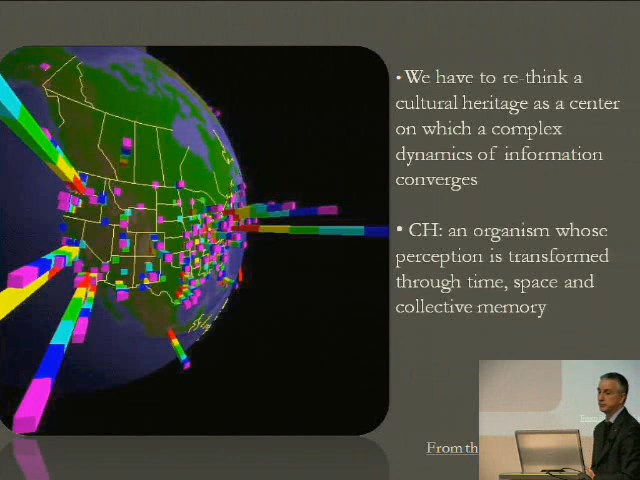 • We have to re-think a
cultural heritage as a center
on which a complex
dynamics of information
converges
• CH: an organism whose
perception is transformed
through time, space and
collective memory
From th